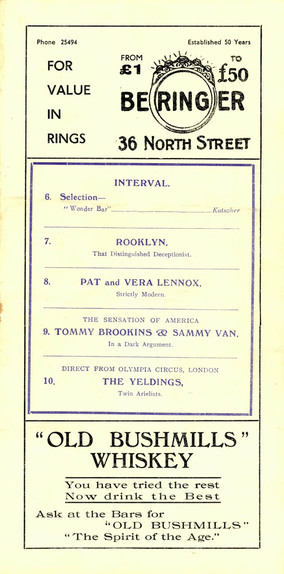 Phone 25494 Established 50 Years
FOR
VALUE
IN
RINGS
FROM
£1
TO
£50
BERINGER
36 NORTH STREET
INTERVAL.
6. Selection—
"Wonder Bar" Katscher
7. ROOKLYN,
That Distinguished Deceptionist.
8. PAT and VERA LENNOX,
Strictly Modern.
THE SENSATION OF AMERICA
9. TOMMY BROOKINS & SAMMY VAN,
In a Dark Argument.
DIRECT FROM OLYMPIA CIRCUS, LONDON
10. THE YELDINGS,
Twin Arielists.
"OLD BUSHMILLS"
WHISKEY
You have tried the rest
Now drink the Best
Ask at the Bars for
"OLD BUSHMILLS"
"The Spirit of the Age."